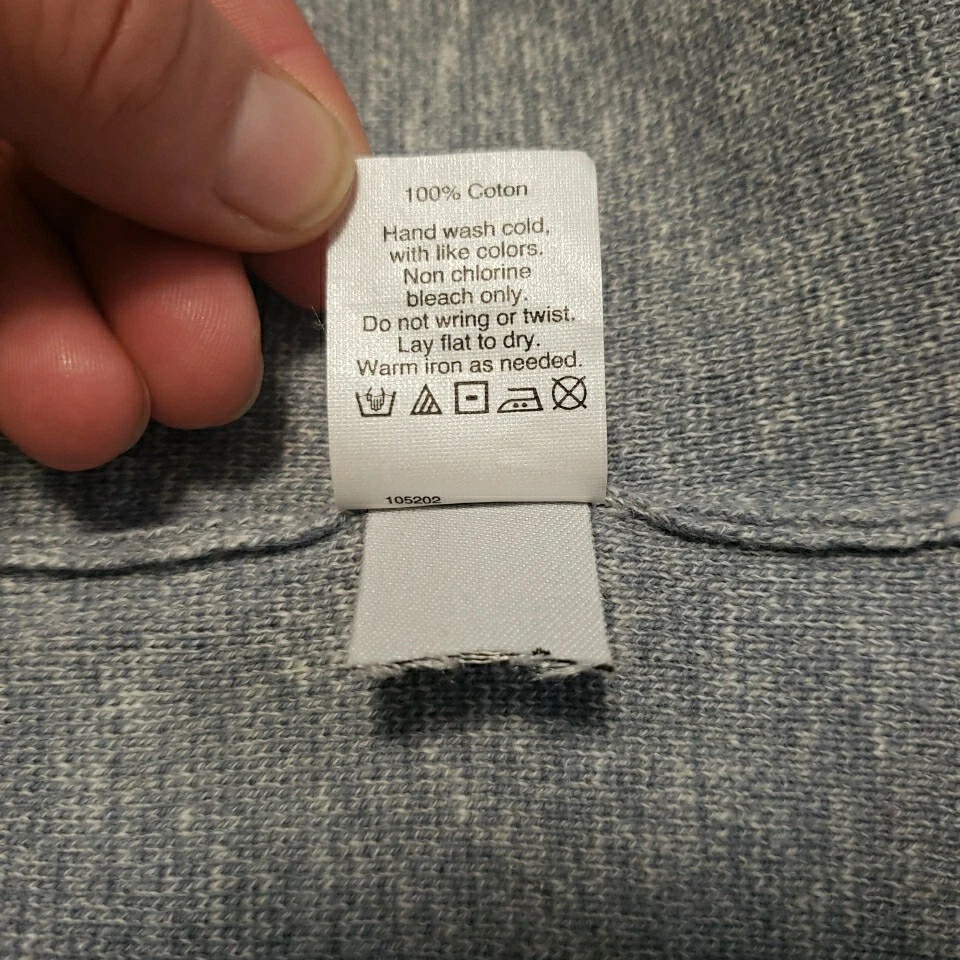 100% Coton
Hand wash cold,
with like colors.
Non chlorine
bleach only.
Do not wring or twist.
Lay flat to dry.
Warm iron as needed.
105202